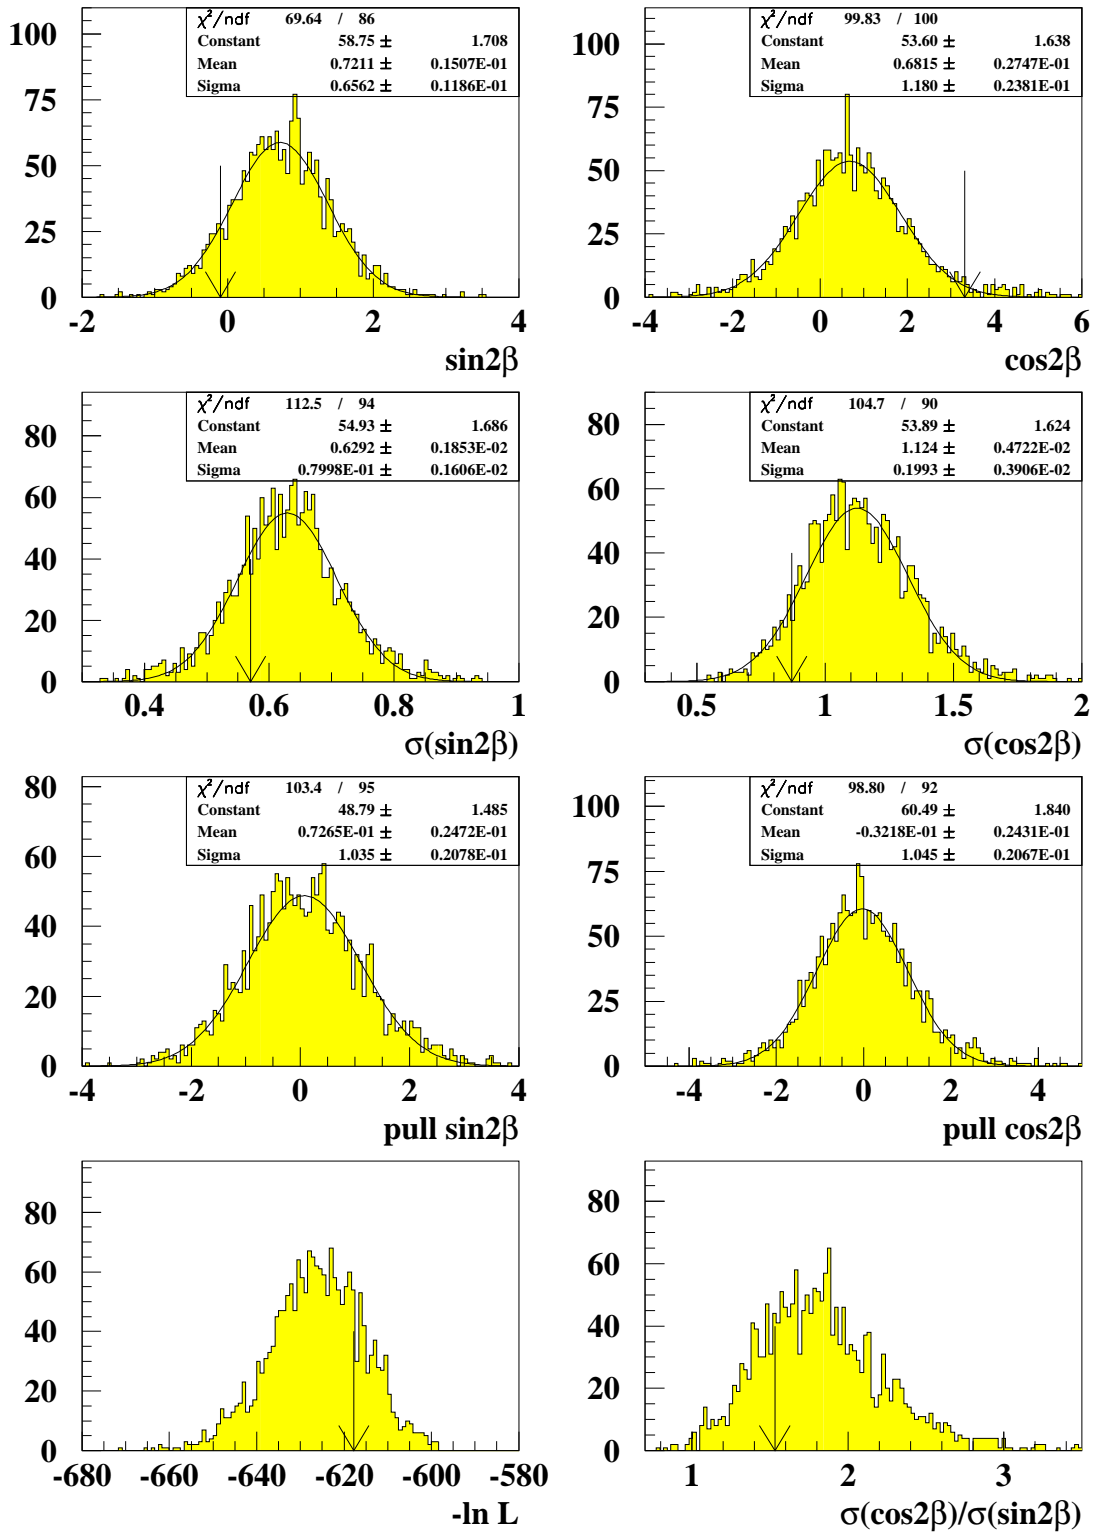 χ²/ndf 69.64 / 86
Constant 58.75 ± 1.708
Mean 0.7211 ± 0.1507E-01
Sigma 0.6562 ± 0.1186E-01
100
75
50
25
0
-2 0 2 4
sin2β
χ²/ndf 99.83 / 100
Constant 53.60 ± 1.638
Mean 0.6815 ± 0.2747E-01
Sigma 1.180 ± 0.2381E-01
100
75
50
25
0
-4 -2 0 2 4 6
cos2β
χ²/ndf 112.5 / 94
Constant 54.93 ± 1.686
Mean 0.6292 ± 0.1853E-02
Sigma 0.7998E-01 ± 0.1606E-02
80
60
40
20
0
0.4 0.6 0.8 1
σ(sin2β)
χ²/ndf 104.7 / 90
Constant 53.89 ± 1.624
Mean 1.124 ± 0.4722E-02
Sigma 0.1993 ± 0.3906E-02
80
60
40
20
0
0.5 1 1.5 2
σ(cos2β)
χ²/ndf 103.4 / 95
Constant 48.79 ± 1.485
Mean 0.7265E-01 ± 0.2472E-01
Sigma 1.035 ± 0.2078E-01
80
60
40
20
0
-4 -2 0 2 4
pull sin2β
χ²/ndf 98.80 / 92
Constant 60.49 ± 1.840
Mean -0.3218E-01 ± 0.2431E-01
Sigma 1.045 ± 0.2067E-01
100
75
50
25
0
-4 -2 0 2 4
pull cos2β
80
60
40
20
0
-680 -660 -640 -620 -600 -580
-ln L
80
60
40
20
0
1 2 3
σ(cos2β)/σ(sin2β)